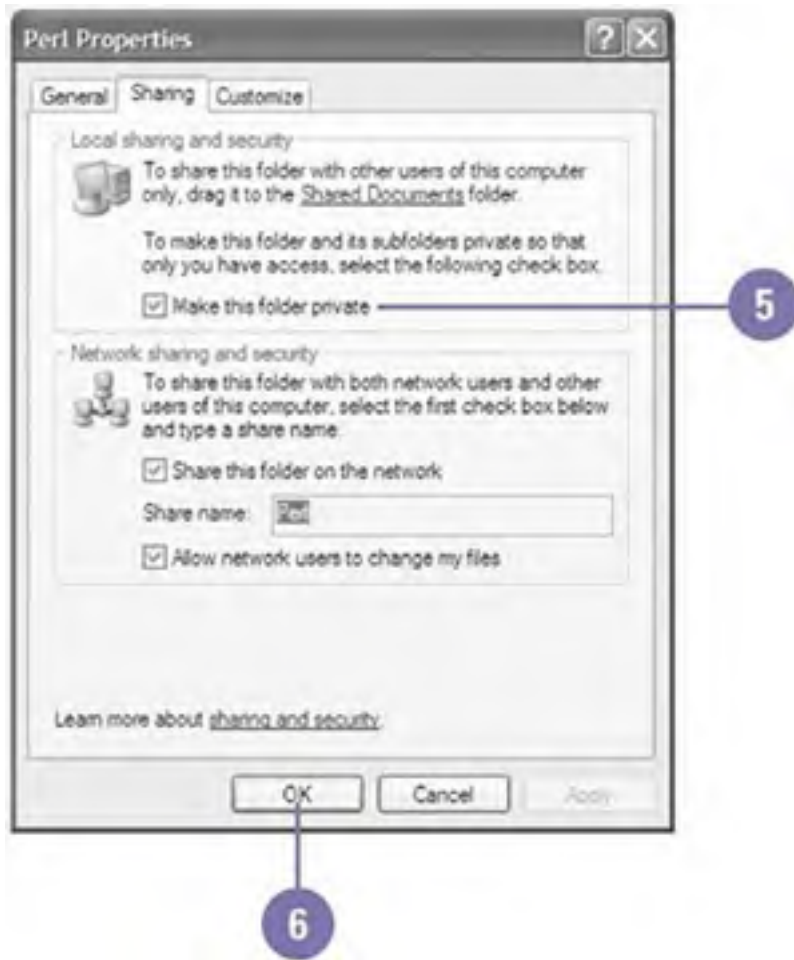 Perl Properties
General Sharing Customize
Local sharing and security
To share this folder with other users of this computer
only, drag it to the Shared Documents folder.
To make this folder and its subfolders private so that
only you have access, select the following check box.
Make this folder private
5
Network sharing and security
To share this folder with both network users and other
users of this computer, select the first check box below
and type a share name.
Share this folder on the network
Share name: Perl
Allow network users to change my files
Learn more about sharing and security.
OK Cancel Apply
6